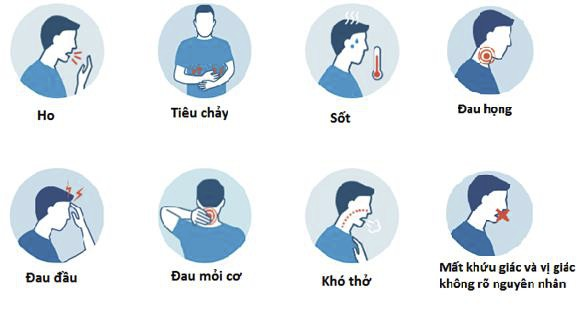 Ho
Tiêu chảy
Sốt
Đau họng
Đau đầu
Đau mỏi cơ
Khó thở
Mất khứu giác và vị giác
không rõ nguyên nhân